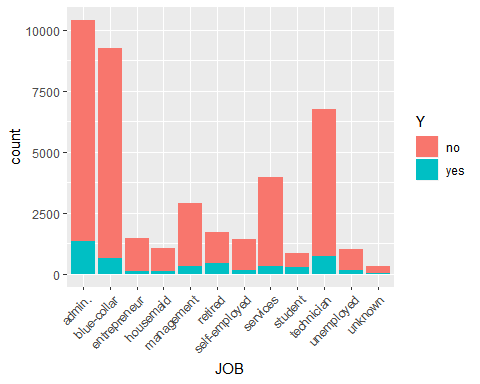 10000
7500
5000
2500
0
count
admin.
blue-collar
entrepreneur
housemaid
management
retired
self-employed
services
student
technician
unemployed
unknown
JOB
Y
no
yes